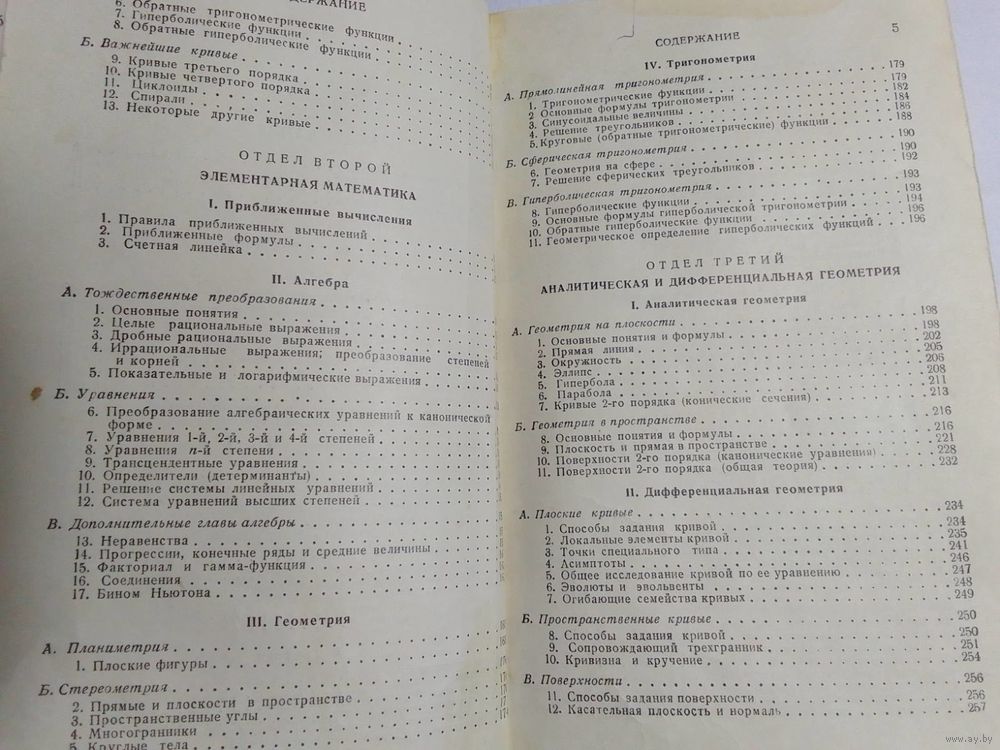 СОДЕРЖАНИЕ
6. Обратные тригонометрические функции
7. Гиперболические функции
8. Обратные гиперболические функции
Б. Важнейшие кривые
9. Кривые третьего порядка
10. Кривые четвертого порядка
11. Циклоиды
12. Спирали
13. Некоторые другие кривые
ОТДЕЛ ВТОРОЙ
ЭЛЕМЕНТАРНАЯ МАТЕМАТИКА
I. Приближенные вычисления
1. Правила приближенных вычислений
2. Приближенные формулы
3. Счетная линейка
II. Алгебра
А. Тождественные преобразования
1. Основные понятия
2. Целые рациональные выражения
3. Дробные рациональные выражения
4. Иррациональные выражения; преобразование степеней
и корней
5. Показательные и логарифмические выражения
Б. Уравнения
6. Преобразование алгебраических уравнений к канонической
форме
7. Уравнения 1-й, 2-й, 3-й и 4-й степеней
8. Уравнения n-й степени
9. Трансцендентные уравнения
10. Определители (детерминанты)
11. Решение системы линейных уравнений
12. Система уравнений высших степеней
В. Дополнительные главы алгебры
13. Неравенства
14. Прогрессии, конечные ряды и средние величины
15. Факториал и гамма-функция
16. Соединения
17. Бином Ньютона
III. Геометрия
А. Планиметрия
1. Плоские фигуры
Б. Стереометрия
2. Прямые и плоскости в пространстве
3. Пространственные углы
4. Многогранники
5. Круглые тела
СОДЕРЖАНИЕ 5
IV. Тригонометрия
А. Прямолинейная тригонометрия 179
1. Тригонометрические функции 179
2 Основные формулы тригонометрии 182
3. Синусоидальные величины 184
4. Решение треугольников 186
5. Круговые (обратные тригонометрические) функции 188
Б. Сферическая тригонометрия 190
6. Геометрия на сфере 190
7. Решение сферических треугольников 192
В. Гиперболическая тригонометрия 193
8. Гиперболические функции 193
9. Основные формулы гиперболической тригонометрии 194
10. Обратные гиперболические функции 196
11. Геометрическое определение гиперболических функций 196
ОТДЕЛ ТРЕТИЙ
АНАЛИТИЧЕСКАЯ И ДИФФЕРЕНЦИАЛЬНАЯ ГЕОМЕТРИЯ
I. Аналитическая геометрия
А. Геометрия на плоскости 198
1. Основные понятия и формулы 198
2. Прямая линия 202
3. Окружность 205
4. Эллипс 206
5. Гипербола 208
6. Парабола 211
7. Кривые 2-го порядка (конические сечения) 213
Б. Геометрия в пространстве 216
8. Основные понятия и формулы 216
9. Плоскость и прямая в пространстве 221
10. Поверхности 2-го порядка (канонические уравнения) 228
11. Поверхности 2-го порядка (общая теория) 232
II. Дифференциальная геометрия
А. Плоские кривые 234
1. Способы задания кривой 234
2. Локальные элементы кривой 235
3. Точки специального типа 241
4. Асимптоты 246
5. Общее исследование кривой по ее уравнению 247
6. Эволюты и эвольвенты 248
7. Огибающие семейства кривых 249
Б. Пространственные кривые 250
8. Способы задания кривой 250
9. Сопровождающий трехгранник 251
10. Кривизна и кручение 254
В. Поверхности 256
11. Способы задания поверхности 256
12. Касательная плоскость и нормаль 257
www.ay.by